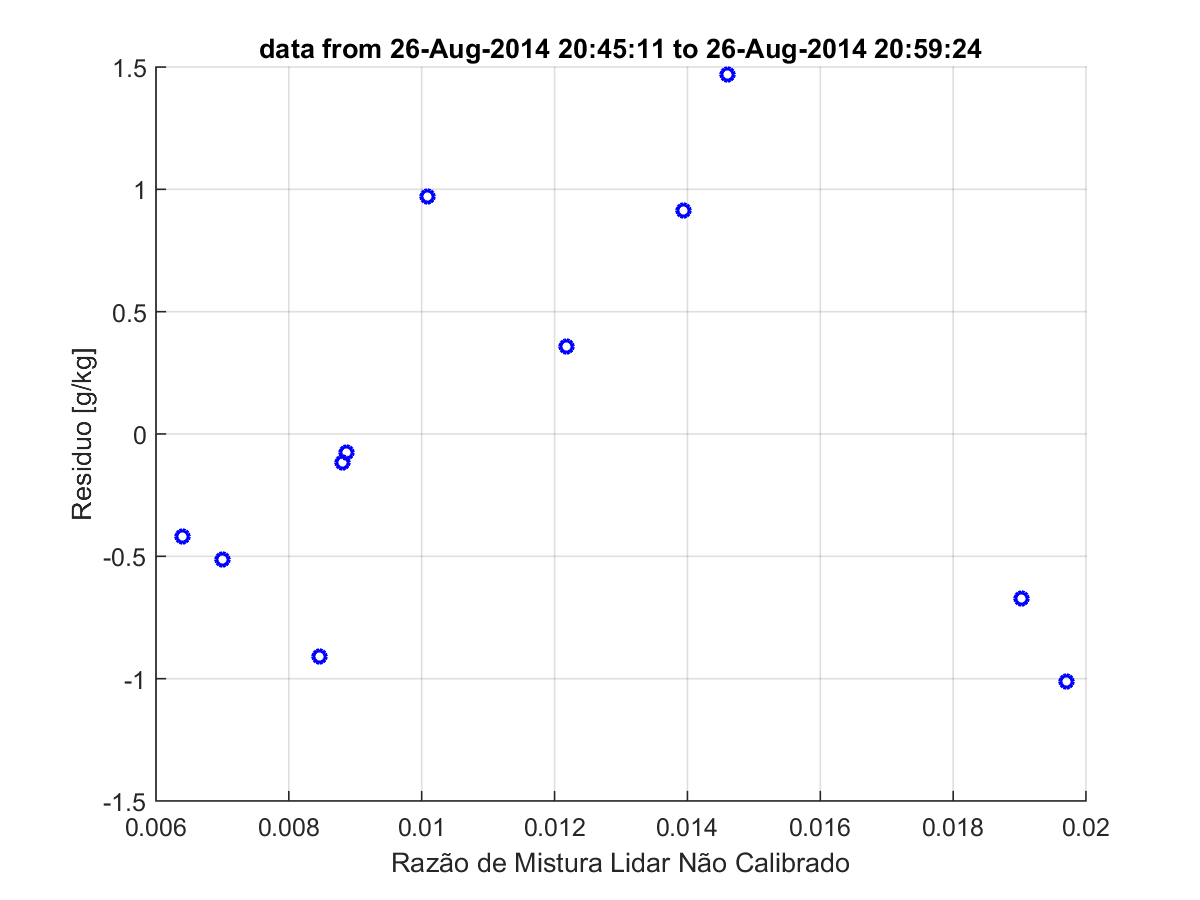 data from 26-Aug-2014 20:45:11 to 26-Aug-2014 20:59:24
1.5
1
0.5
0
-0.5
-1
-1.5
Residuo [g/kg]
0.006 0.008 0.01 0.012 0.014 0.016 0.018 0.02
Razão de Mistura Lidar Não Calibrado